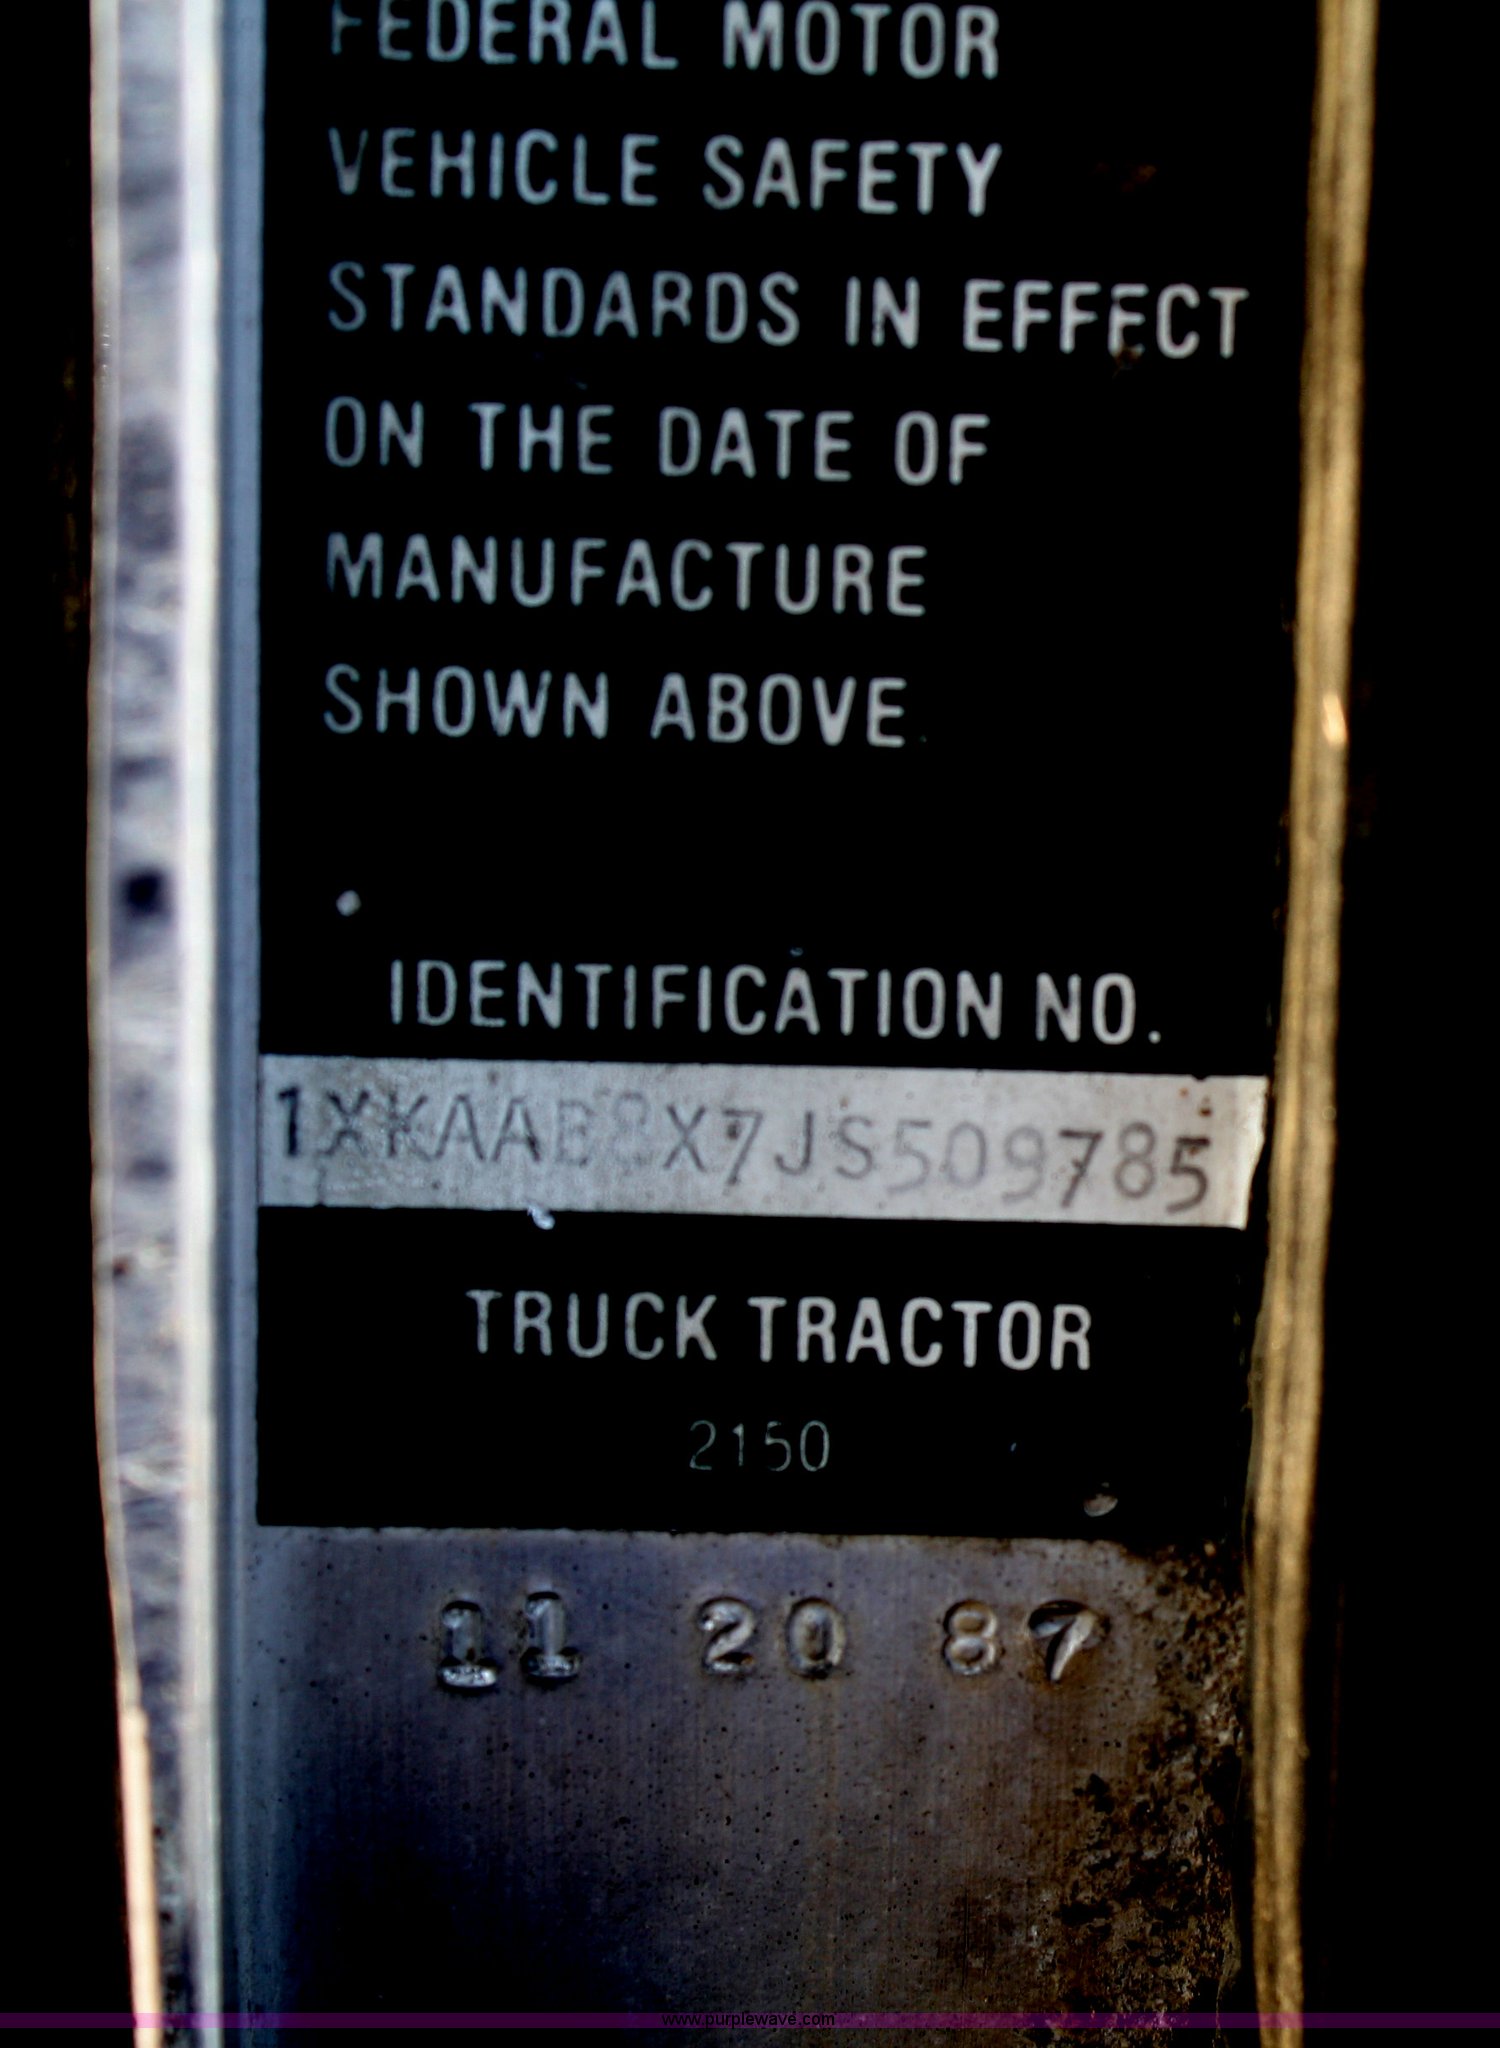 FEDERAL MOTOR
VEHICLE SAFETY
STANDARDS IN EFFECT
ON THE DATE OF
MANUFACTURE
SHOWN ABOVE.
IDENTIFICATION NO.
1XKAAB8X7JS509785
TRUCK TRACTOR
2150
11 20 87
www.purplewave.com